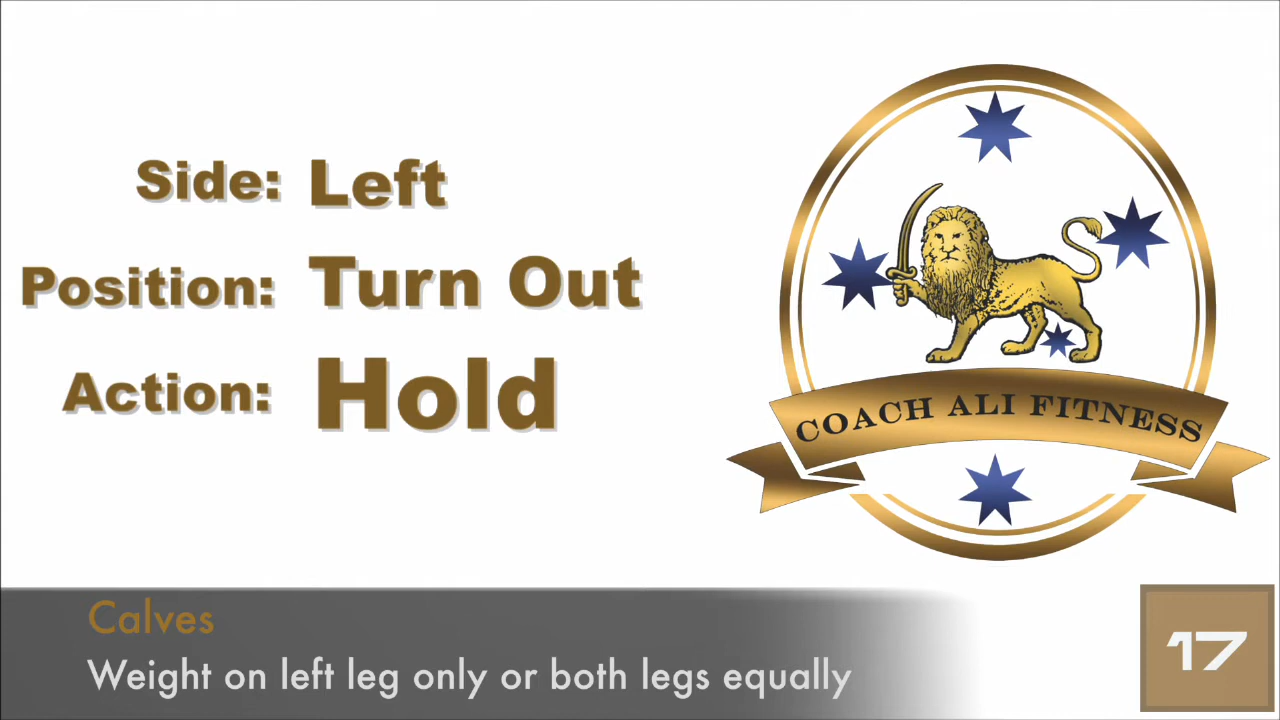 Side: Left
Position: Turn Out
Action: Hold
COACH ALI FITNESS
Calves
Weight on left leg only or both legs equally
17